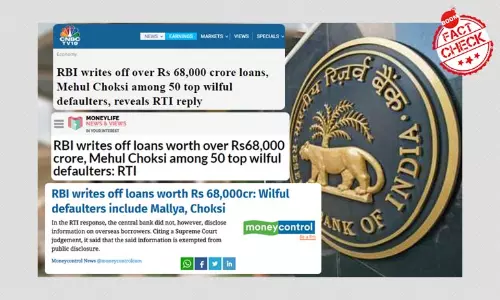 CNBC
TV18
NEWS
EARNINGS
MARKETS
VIEWS
SPECIALS
Economy
RBI writes off over Rs 68,000 crore loans,
Mehul Choksi among 50 top wilful
defaulters, reveals RTI reply
MONEYLIFE
NEWS & VIEWS
IN YOUR INTEREST
RBI writes off loans worth over Rs68,000
crore, Mehul Choksi among 50 top wilful
defaulters: RTI
RBI writes off loans worth Rs 68,000cr: Wilful
defaulters include Mallya, Choksi
In the RTI response, the central bank did not, however, disclose
information on overseas borrowers. Citing a Supreme Court
judgement, it said that the said information is exempted from
public disclosure.
moneycontrol
Moneycontrol News @moneycontrolcom
BOOM
FACT
CHECK
रिज़र्व बैंक
BANK OF INDIA